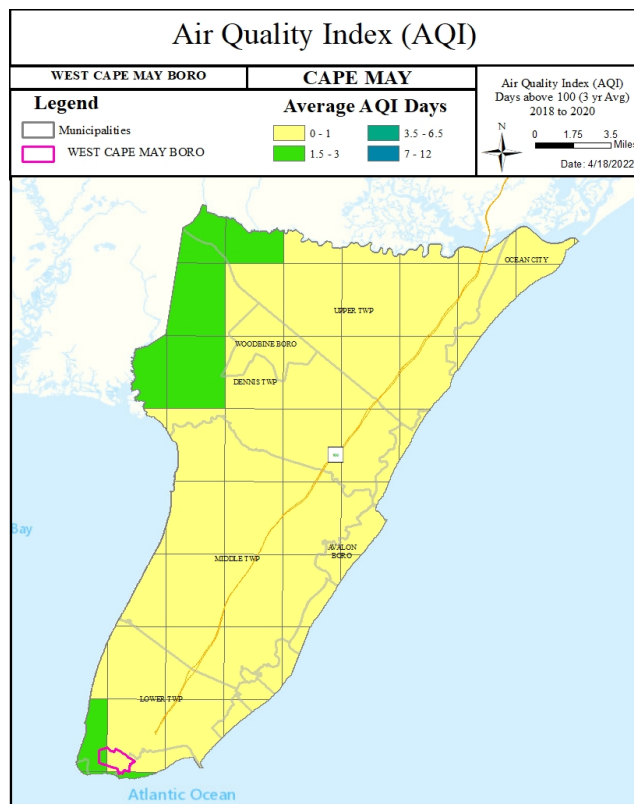 Air Quality Index (AQI)
WEST CAPE MAY BORO
CAPE MAY
Air Quality Index (AQI)
Days above 100 (3 yr Avg)
2018 to 2020
Legend
Municipalities
WEST CAPE MAY BORO
Average AQI Days
0 - 1
3.5 - 6.5
1.5 - 3
7 - 12
N
0 1.75 3.5
Miles
Date: 4/18/2022
OCEAN CITY
UPPER TWP
WOODBINE BORO
DENNIS TWP
Bay
AVALON
BORO
MIDDLE TWP
LOWER TWP
Atlantic Ocean